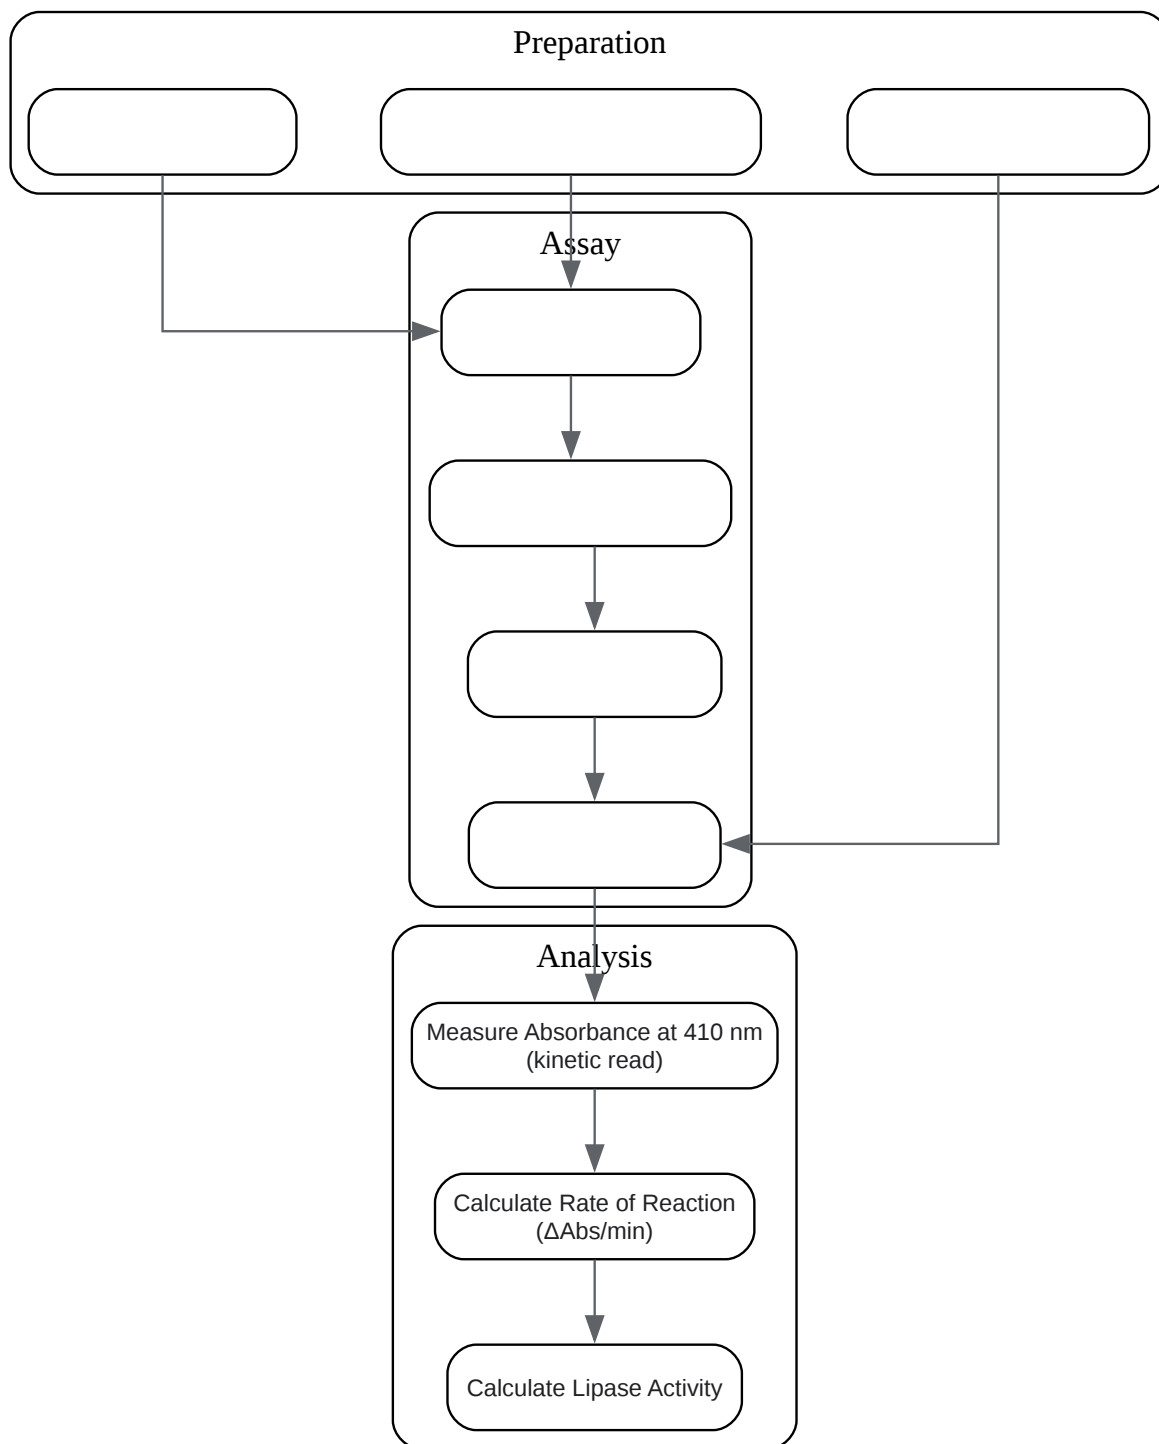 Preparation
Assay
Analysis
Measure Absorbance at 410 nm
(kinetic read)
Calculate Rate of Reaction
(ΔAbs/min)
Calculate Lipase Activity